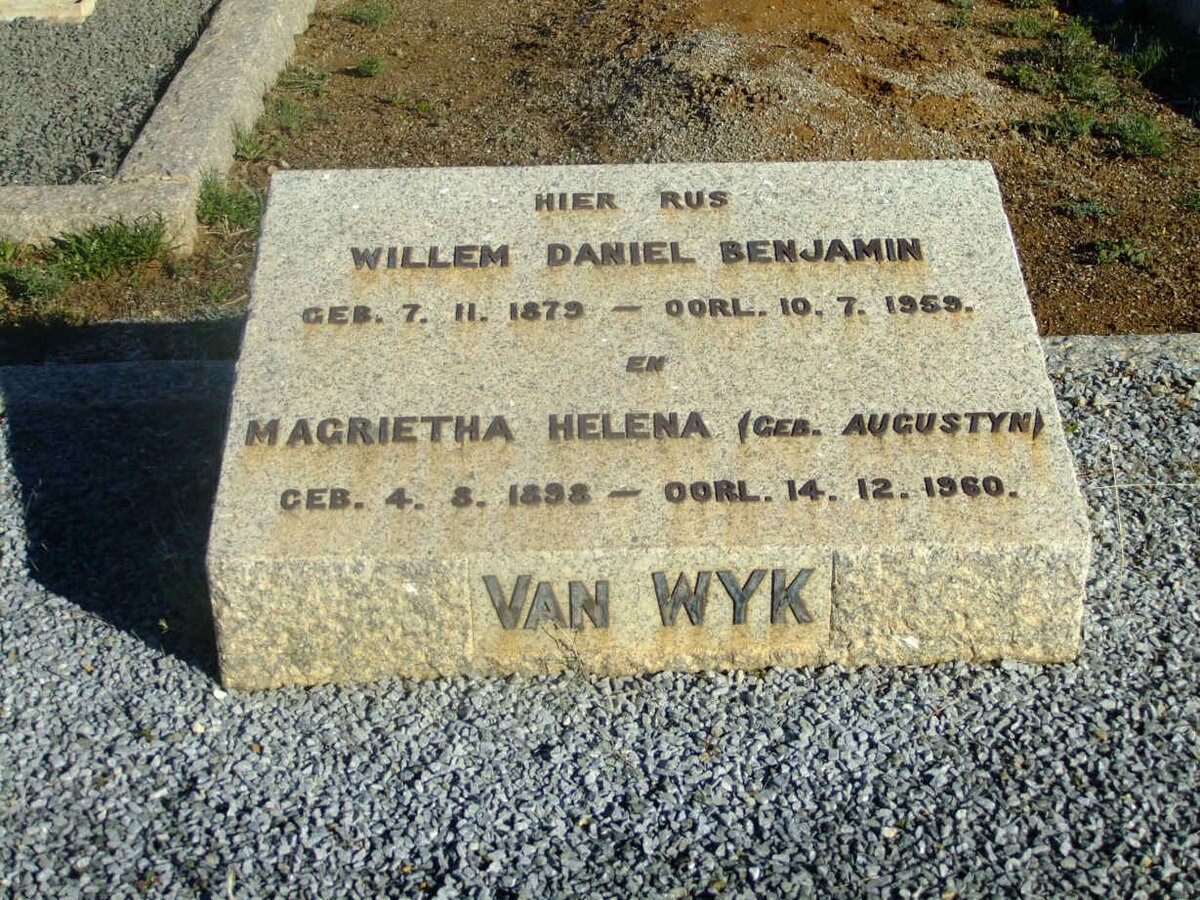 HIER RUS
WILLEM DANIEL BENJAMIN
GEB. 7. 11. 1879 — OORL. 10. 7. 1959.
EN
MAGRIETHA HELENA (GEB. AUGUSTYN)
GEB. 4. 8. 1898 — OORL. 14. 12. 1960.
VAN WYK